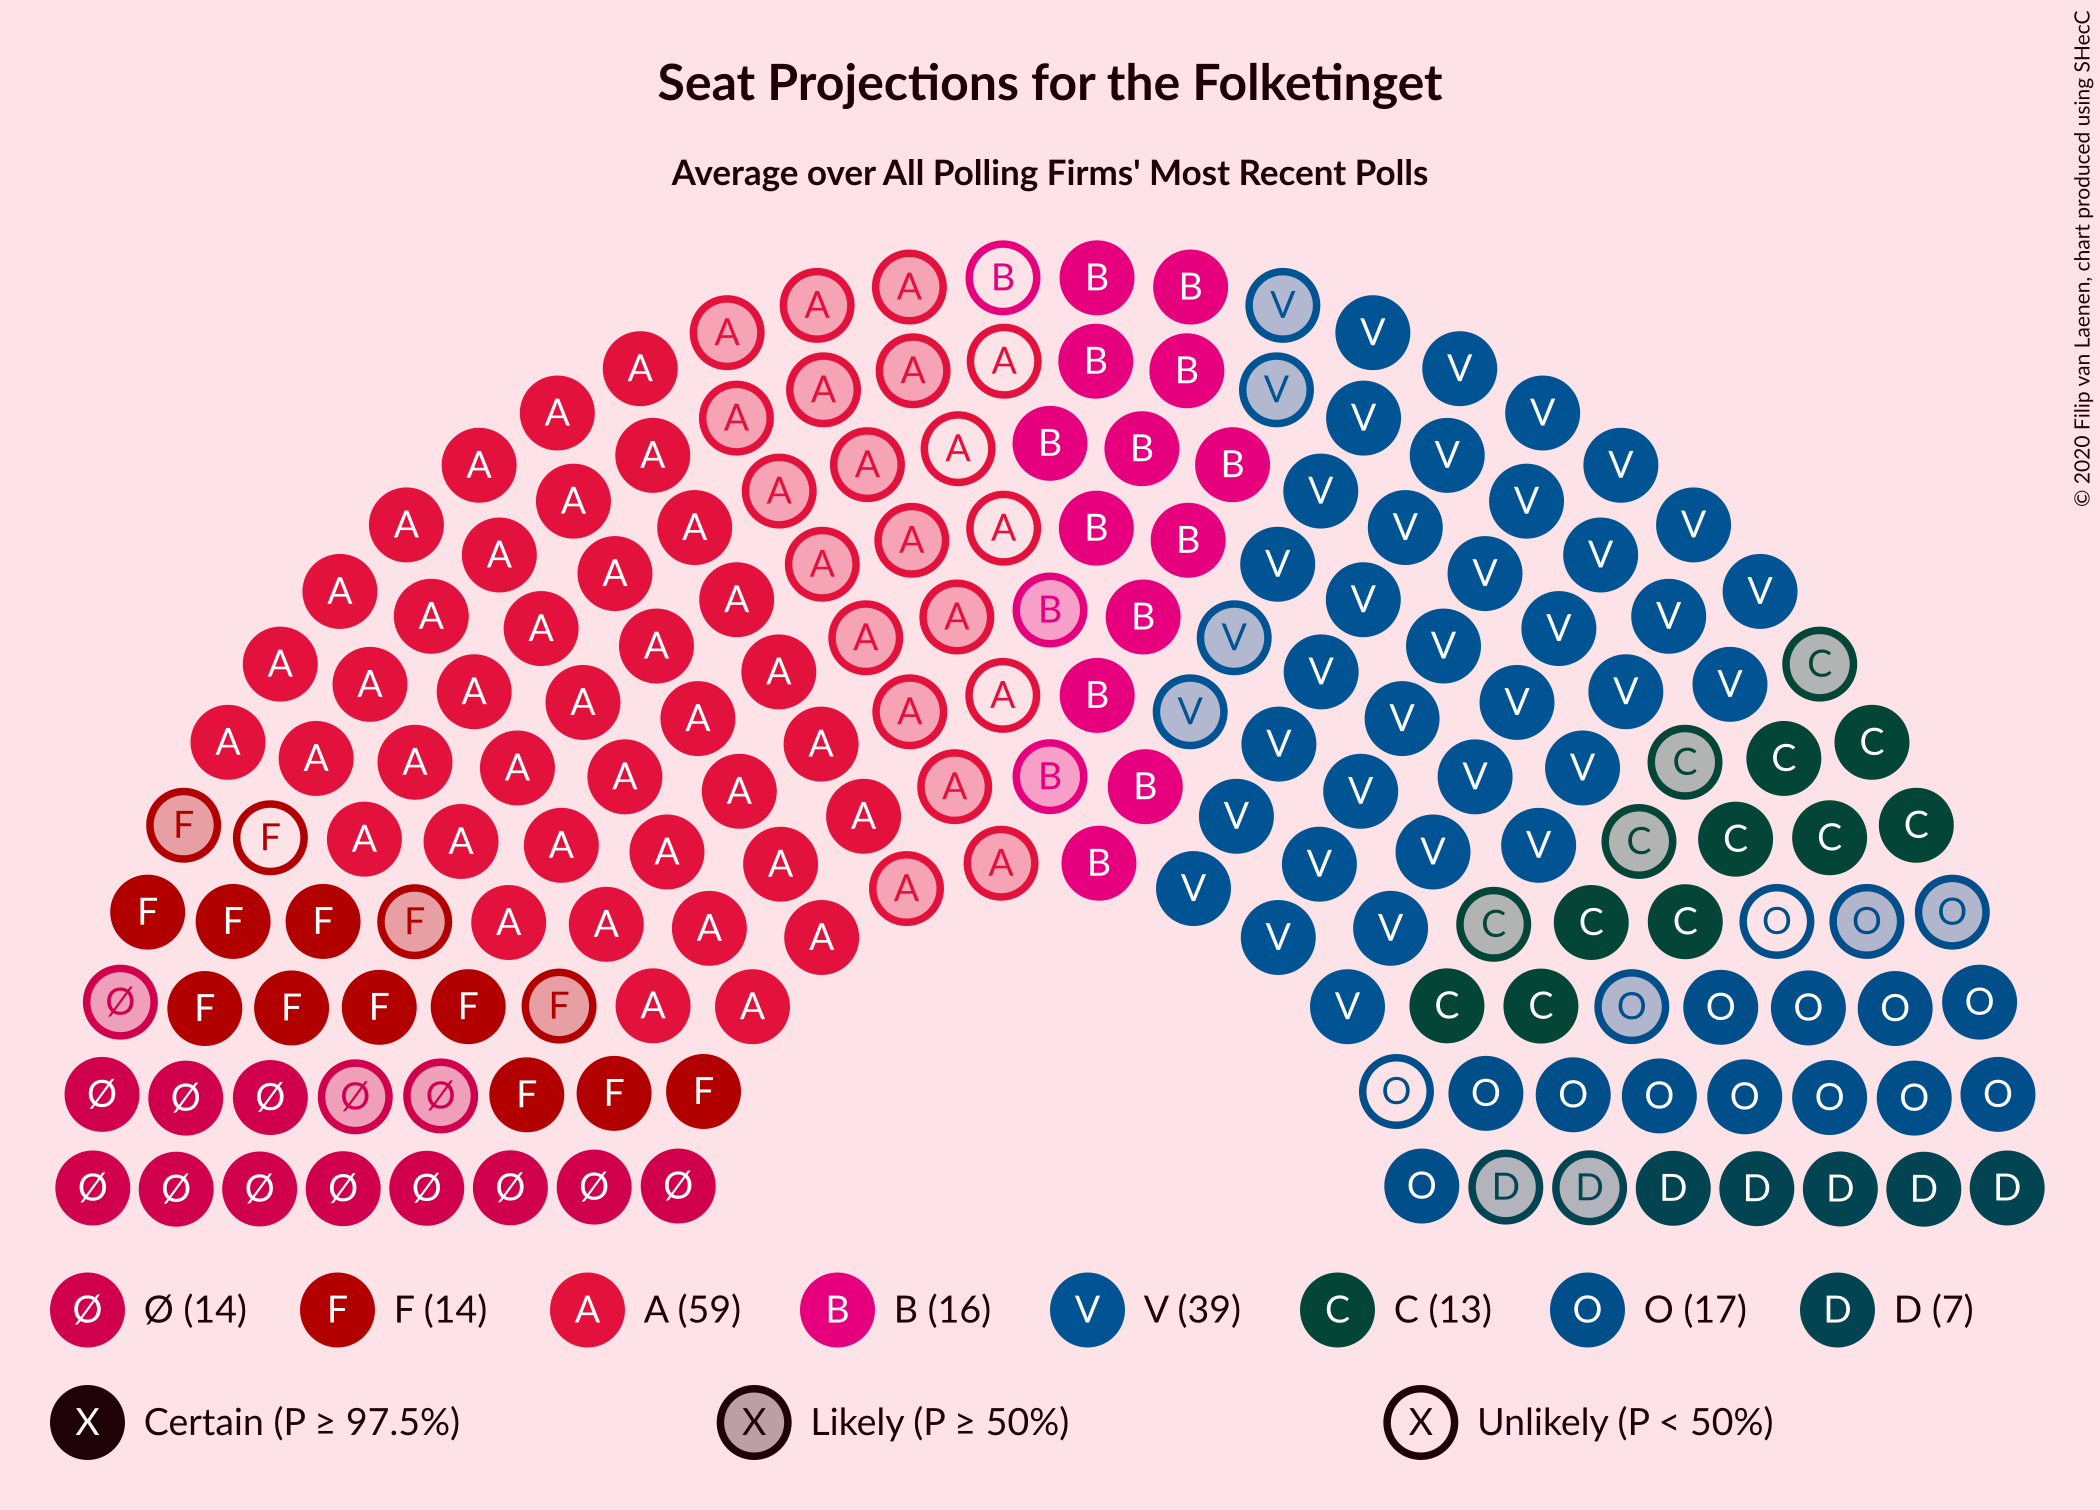 Seat Projections for the Folketinget
Average over All Polling Firms' Most Recent Polls
© 2020 Filip van Laenen, chart produced using SHecC
B B B
A A V
A V
A A A B B V V
A A V V
A A A B B B V
A A A V V V
A A A A B B V V V V
A A A A V V V V
A A A A A B B V V V V V
A A A A A V V V V C
A A A A A A B V V V V V V
A A A A A A A B B V V V V V C C C
F F A A A A A A A B V V V V C C C C
F F F F A A A A V V C C C O O O
Ø F F F F F A A V C C O O O O O
Ø Ø Ø Ø Ø F F F O O O O O O O O
Ø Ø Ø Ø Ø Ø Ø Ø O D D D D D D D
Ø Ø (14) F F (14) A A (59) B B (16) V V (39) C C (13) O O (17) D D (7)
X Certain (P ≥ 97.5%) X Likely (P ≥ 50%) X Unlikely (P < 50%)